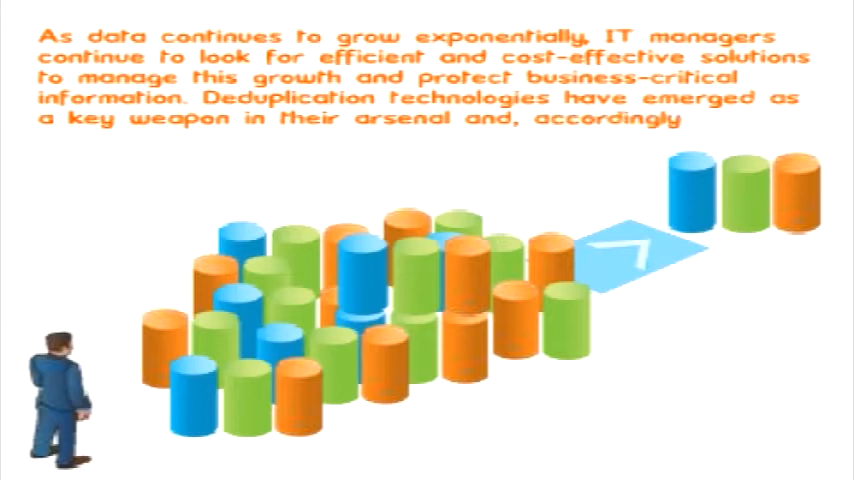 As data continues to grow exponentially, IT managers
continue to look for efficient and cost-effective solutions
to manage this growth and protect business-critical
information. Deduplication technologies have emerged as
a key weapon in their arsenal and, accordingly